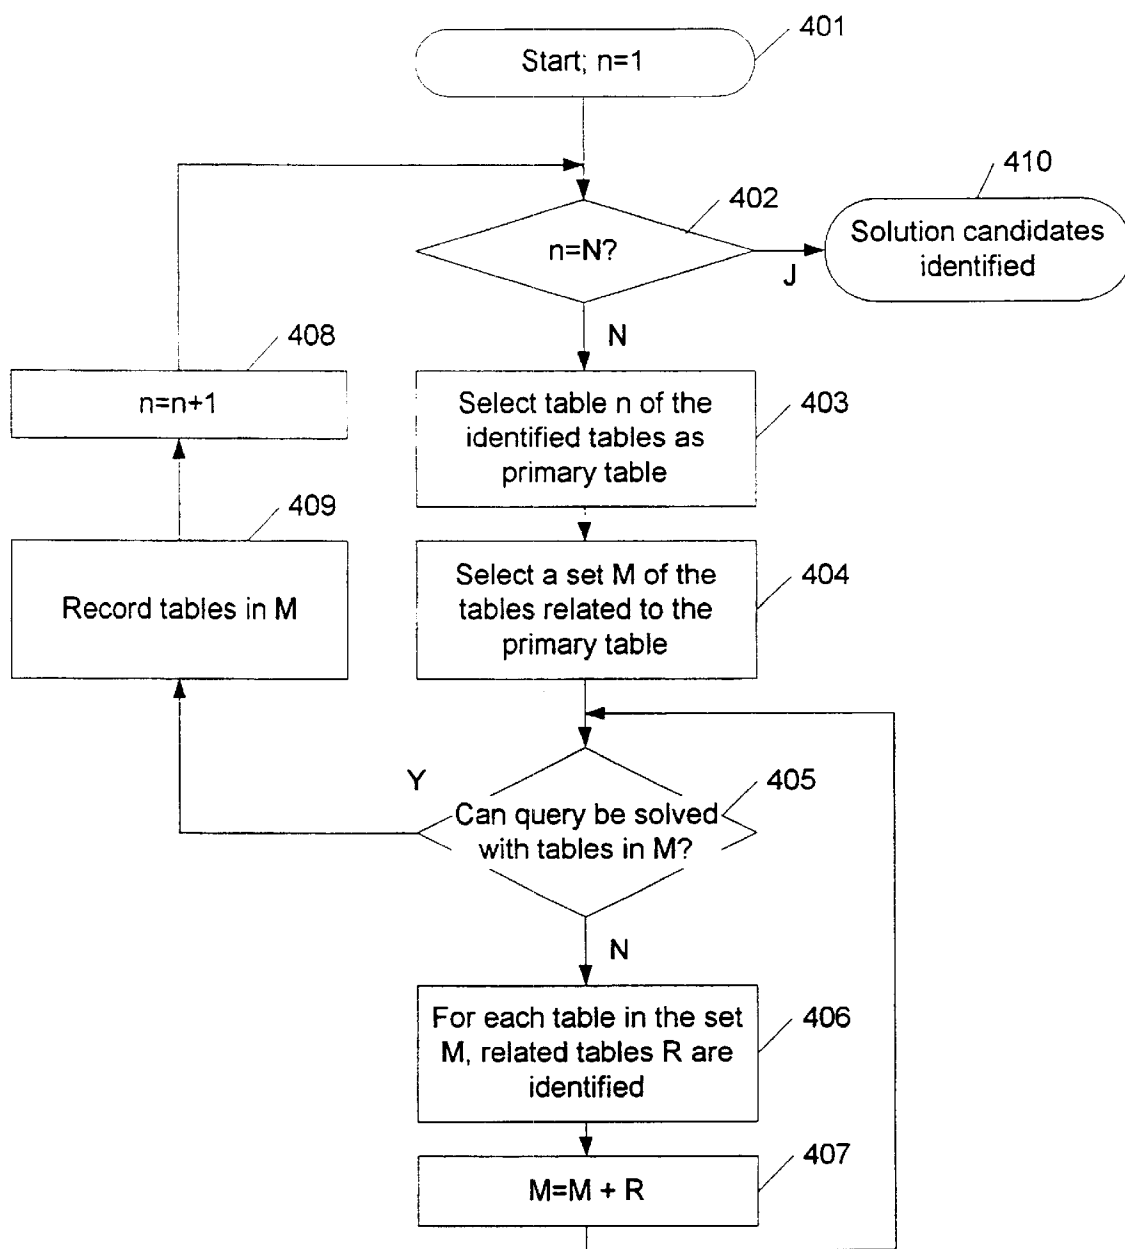 401
Start; n=1
410
402
Solution candidates
identified
n=N?
J
N
408
n=n+1
403
Select table n of the
identified tables as
primary table
409
Record tables in M
404
Select a set M of the
tables related to the
primary table
Y
405
Can query be solved
with tables in M?
N
406
For each table in the set
M, related tables R are
identified
407
M=M + R